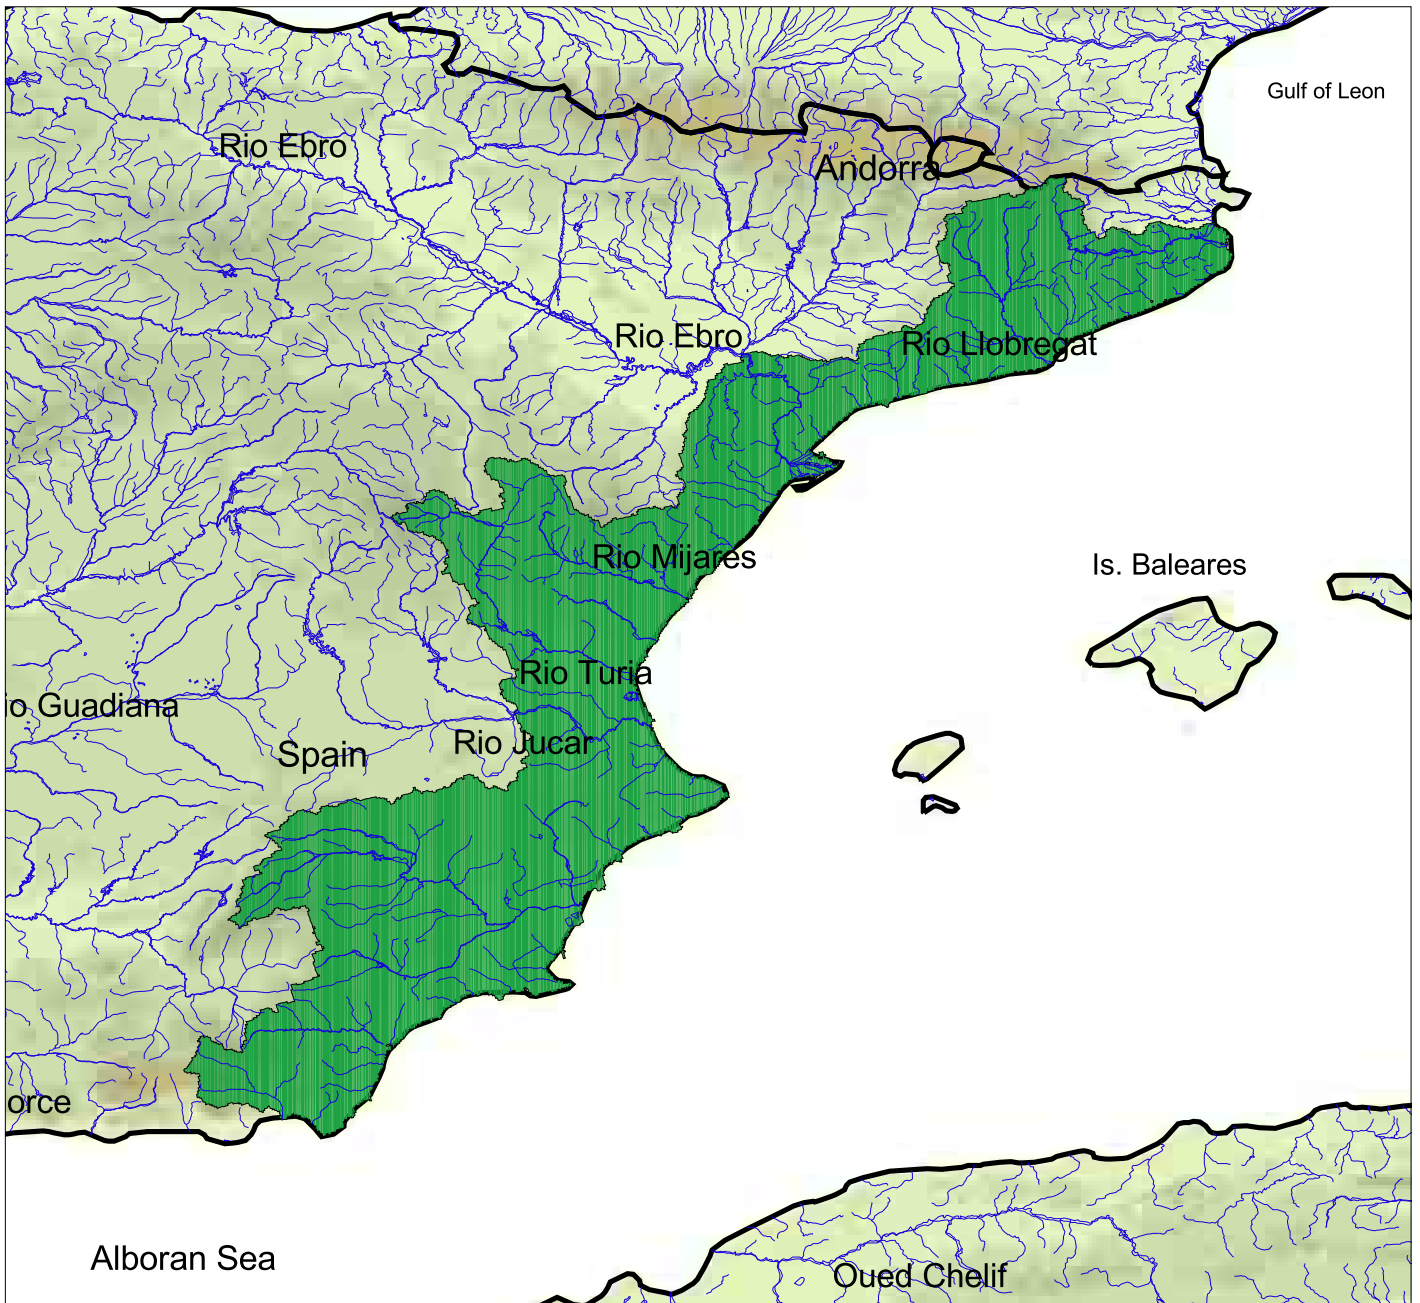 Gulf of Leon
Rio Ebro
Andorra
Rio Ebro
Rio Llobregat
Rio Mijares
Is. Baleares
Rio Turia
io Guadiana
Rio Jucar
Spain
orce
Alboran Sea
Oued Chelif